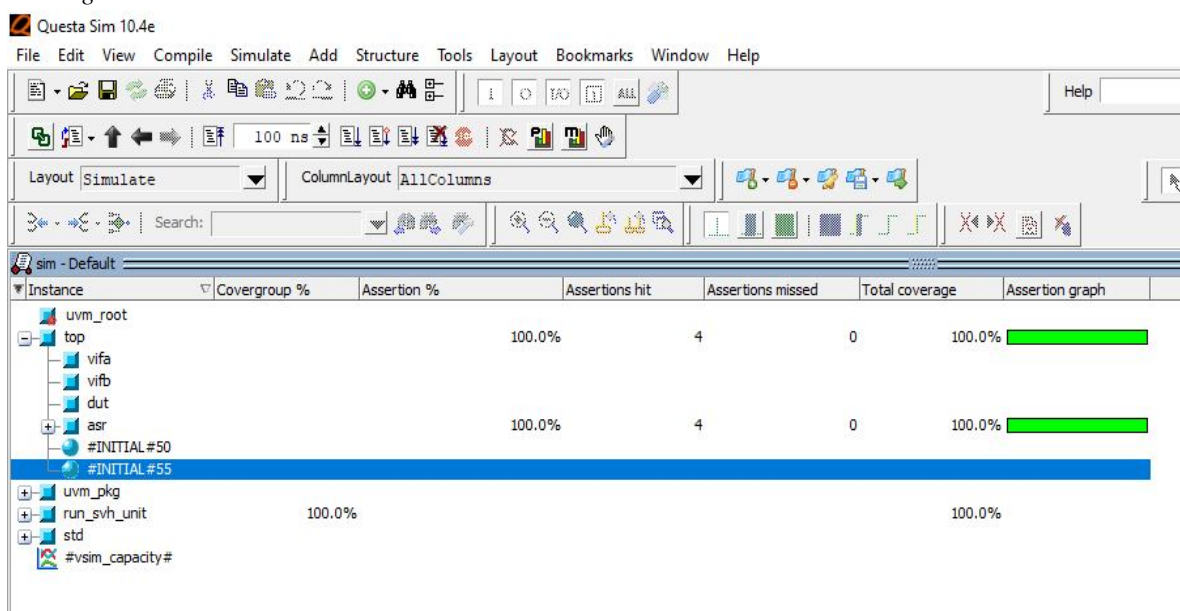 Questa Sim 10.4e
File Edit View Compile Simulate Add Structure Tools Layout Bookmarks Window Help
Help
100 ns
Layout Simulate ColumnLayout AllColumns
Search:
sim - Default
Instance Covergroup % Assertion % Assertions hit Assertions missed Total coverage Assertion graph
uvm_root
top 100.0% 4 0 100.0%
vifa
vifb
dut
asr 100.0% 4 0 100.0%
#INITIAL#50
#INITIAL#55
uvm_pkg
run_svh_unit 100.0% 100.0%
std
#vsim_capacity#